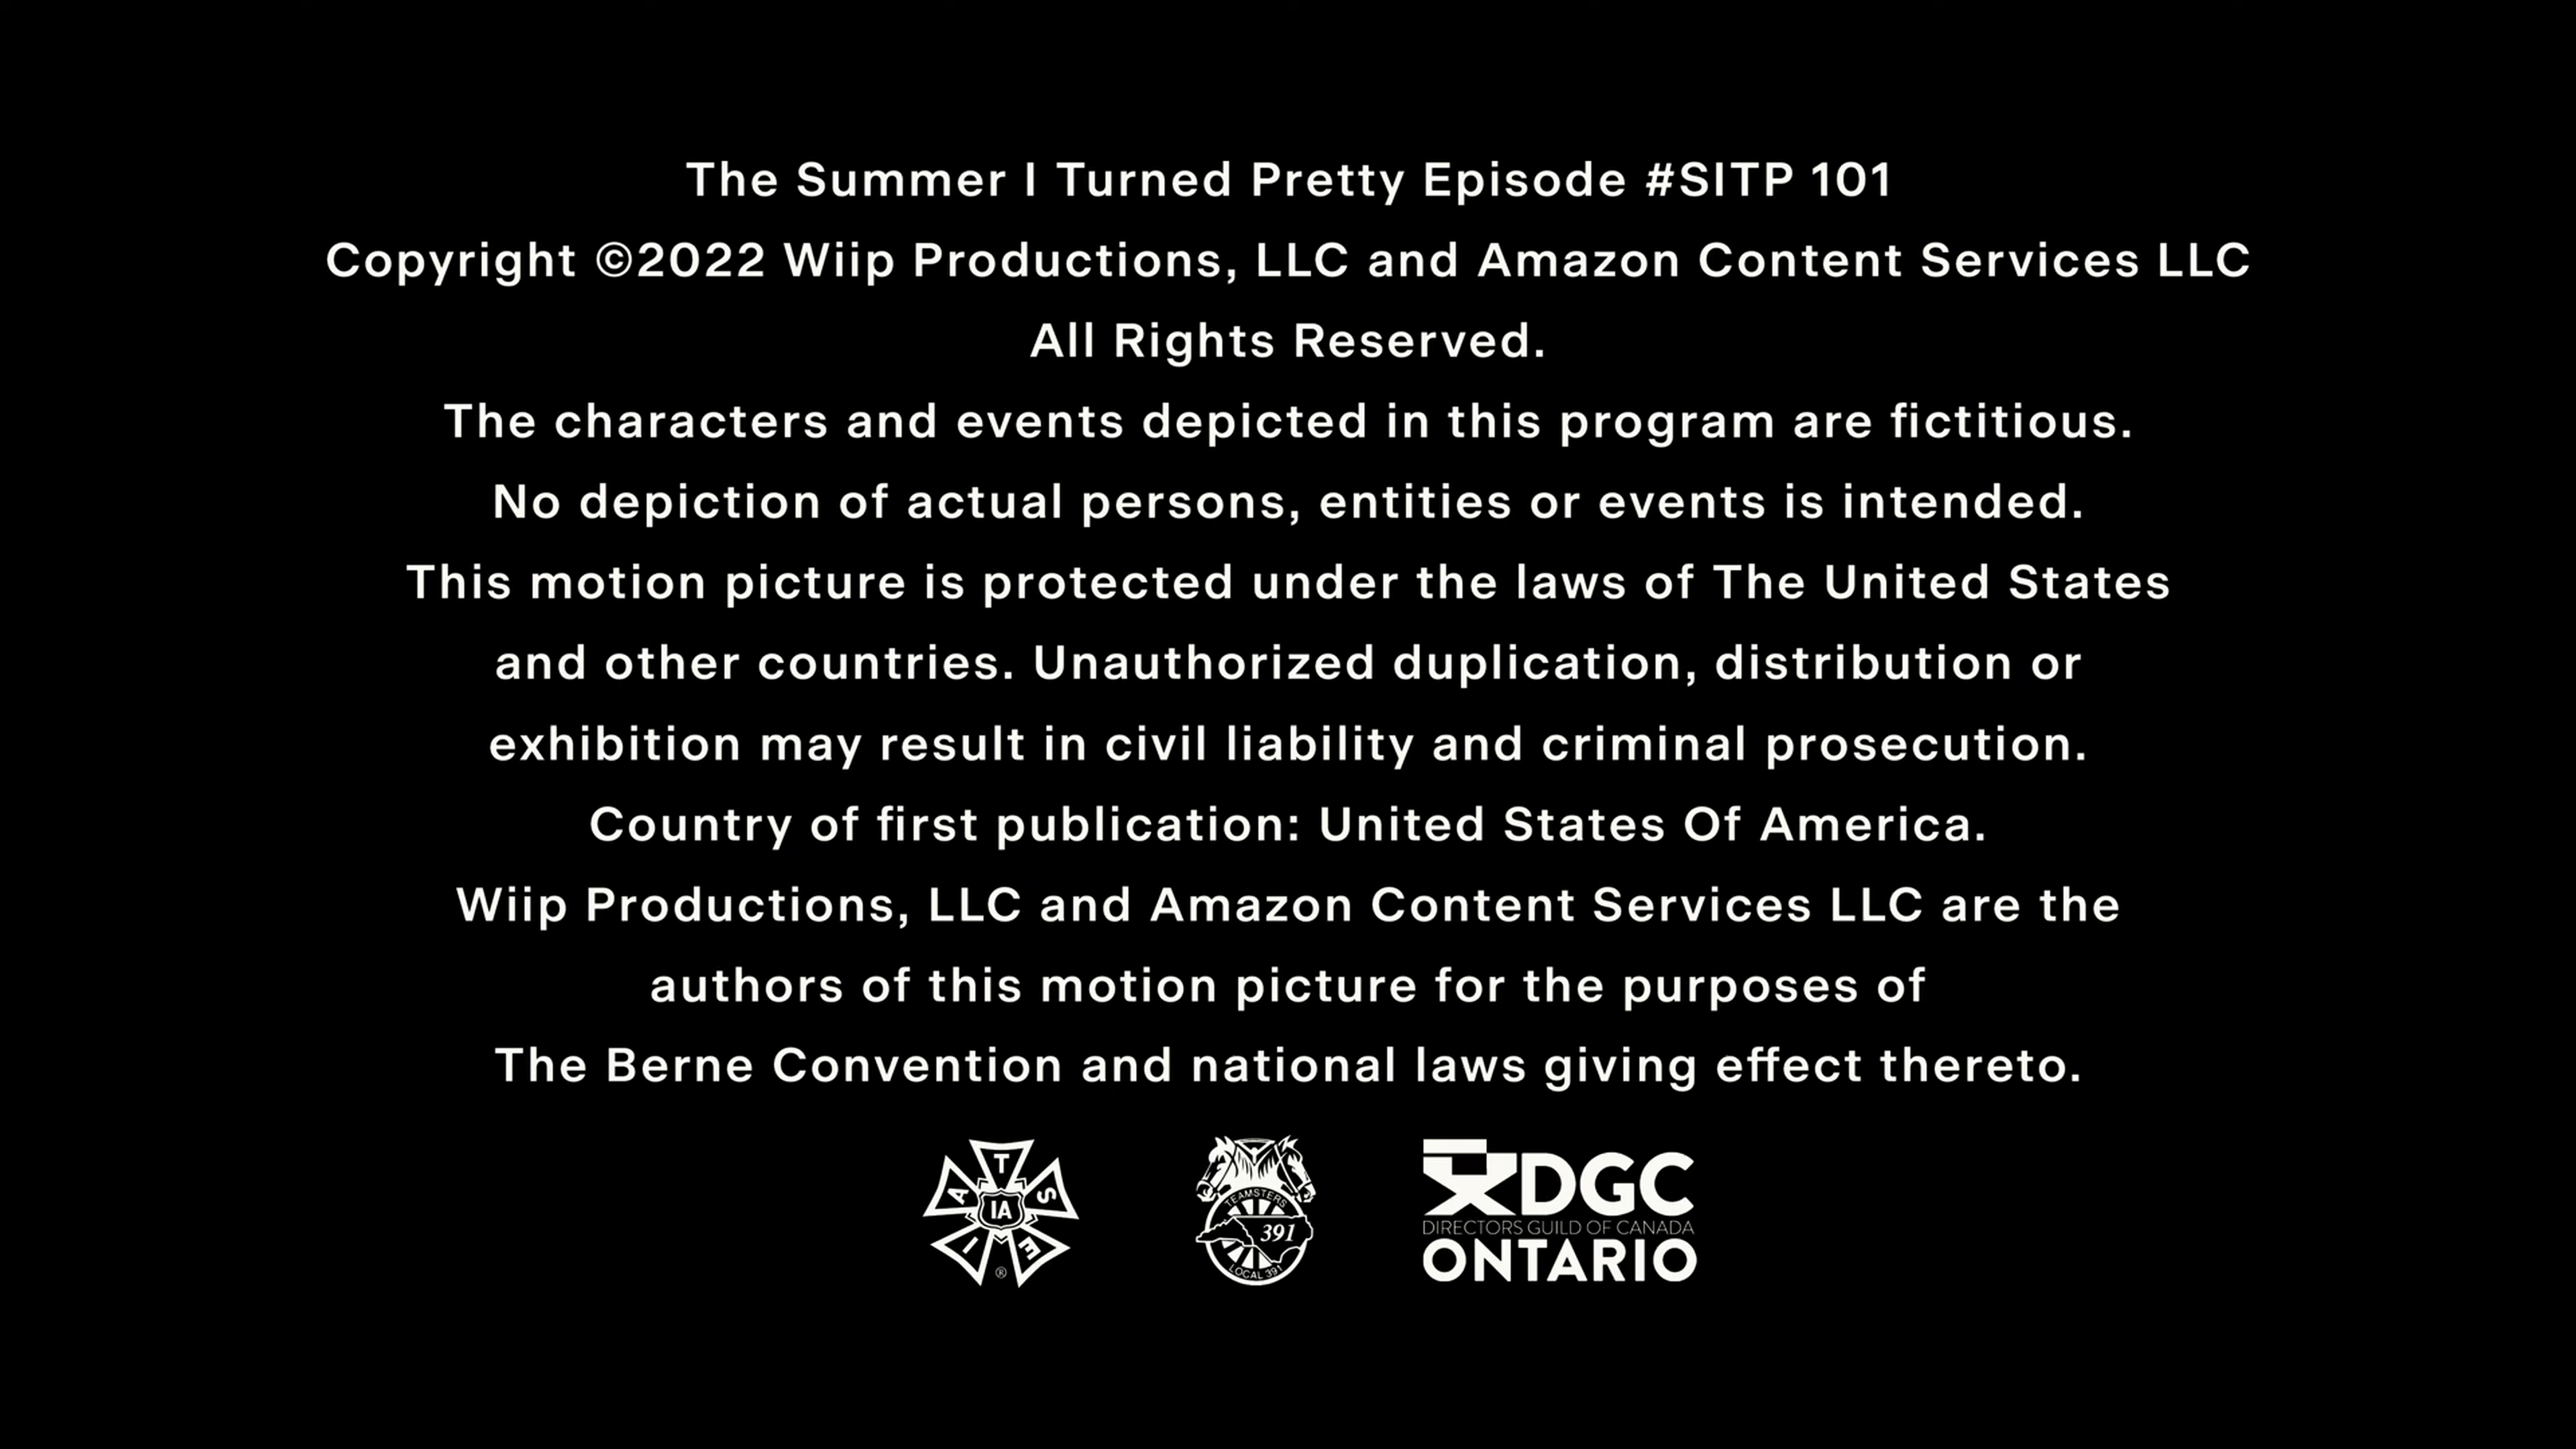 The Summer I Turned Pretty Episode #SITP 101
Copyright ©2022 Wiip Productions, LLC and Amazon Content Services LLC
All Rights Reserved.
The characters and events depicted in this program are fictitious.
No depiction of actual persons, entities or events is intended.
This motion picture is protected under the laws of The United States
and other countries. Unauthorized duplication, distribution or
exhibition may result in civil liability and criminal prosecution.
Country of first publication: United States Of America.
Wiip Productions, LLC and Amazon Content Services LLC are the
authors of this motion picture for the purposes of
The Berne Convention and national laws giving effect thereto.
I A T S E
IA
®
TEAMSTERS
391
LOCAL 391
DGC
DIRECTORS GUILD OF CANADA
ONTARIO